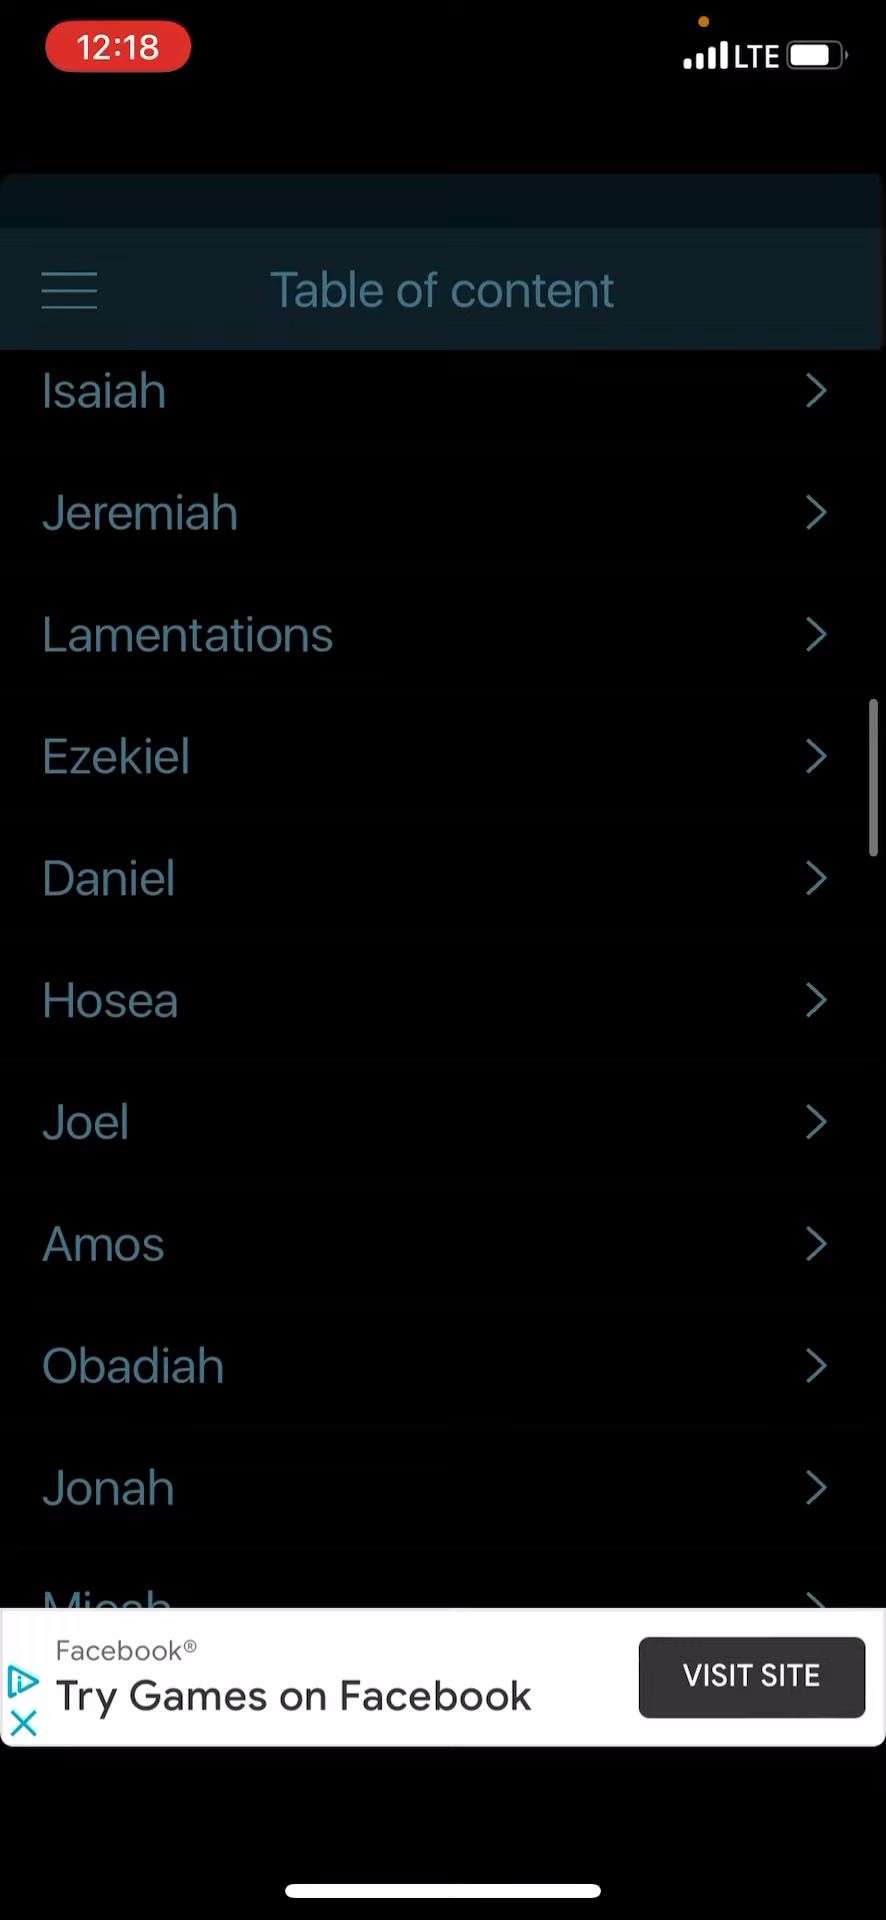 12:18
LTE
Table of content
Isaiah
Jeremiah
Lamentations
Ezekiel
Daniel
Hosea
Joel
Amos
Obadiah
Jonah
Micah
Facebook®
Try Games on Facebook
VISIT SITE